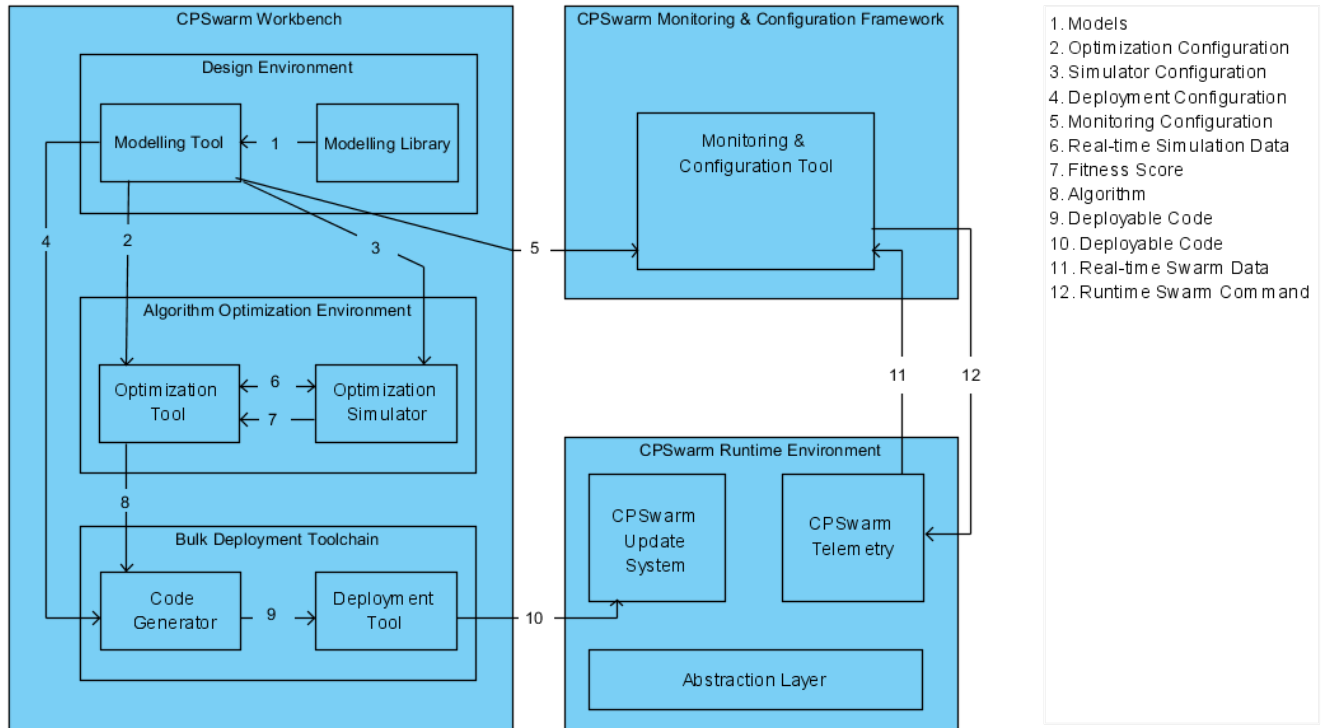 CPSwarm Workbench
Design Environment
Modelling Tool
1
Modelling Library
4
2
3
5
Algorithm Optimization Environment
Optimization
Tool
6
7
Optimization
Simulator
8
Bulk Deployment Toolchain
Code
Generator
9
Deployment
Tool
10
CPSwarm Monitoring & Configuration Framework
Monitoring &
Configuration Tool
11
12
CPSwarm Runtime Environment
CPSwarm
Update
System
CPSwarm
Telemetry
Abstraction Layer
1. Models
2. Optimization Configuration
3. Simulator Configuration
4. Deployment Configuration
5. Monitoring Configuration
6. Real-time Simulation Data
7. Fitness Score
8. Algorithm
9. Deployable Code
10. Deployable Code
11. Real-time Swarm Data
12. Runtime Swarm Command